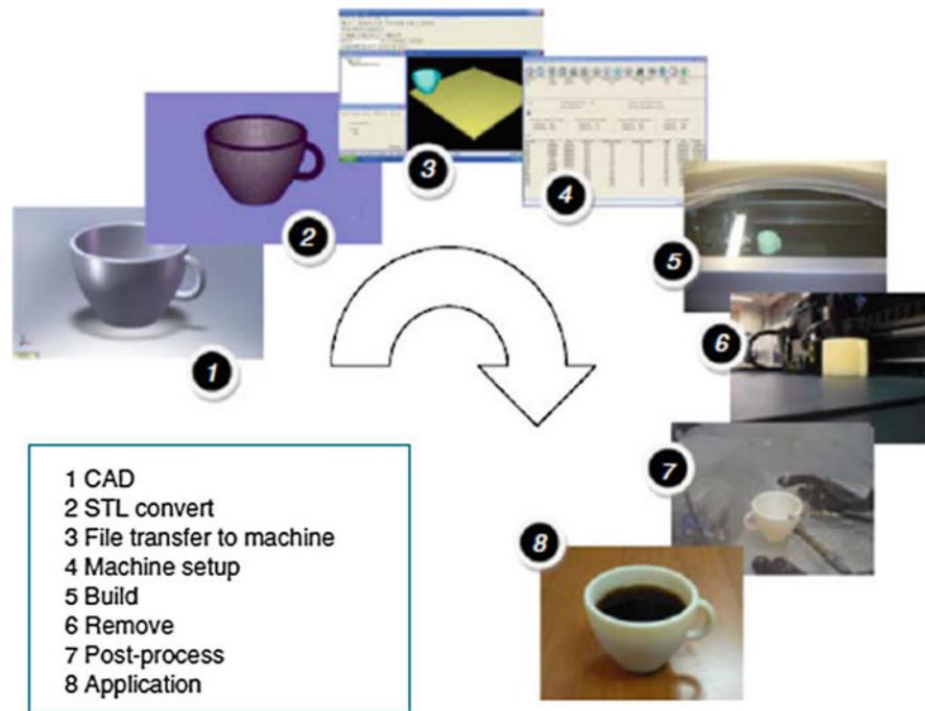 3
4
2
5
1
6
7
8
1 CAD
2 STL convert
3 File transfer to machine
4 Machine setup
5 Build
6 Remove
7 Post-process
8 Application